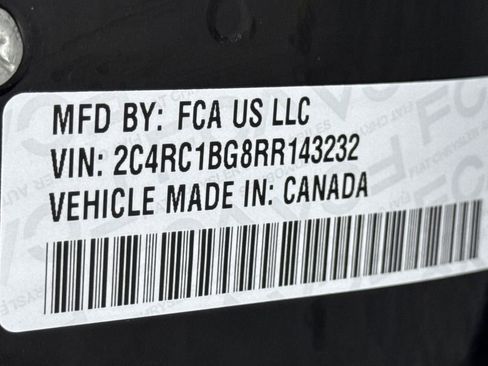 MFD BY: FCA US LLC
VIN: 2C4RC1BG8RR143232
VEHICLE MADE IN: CANADA